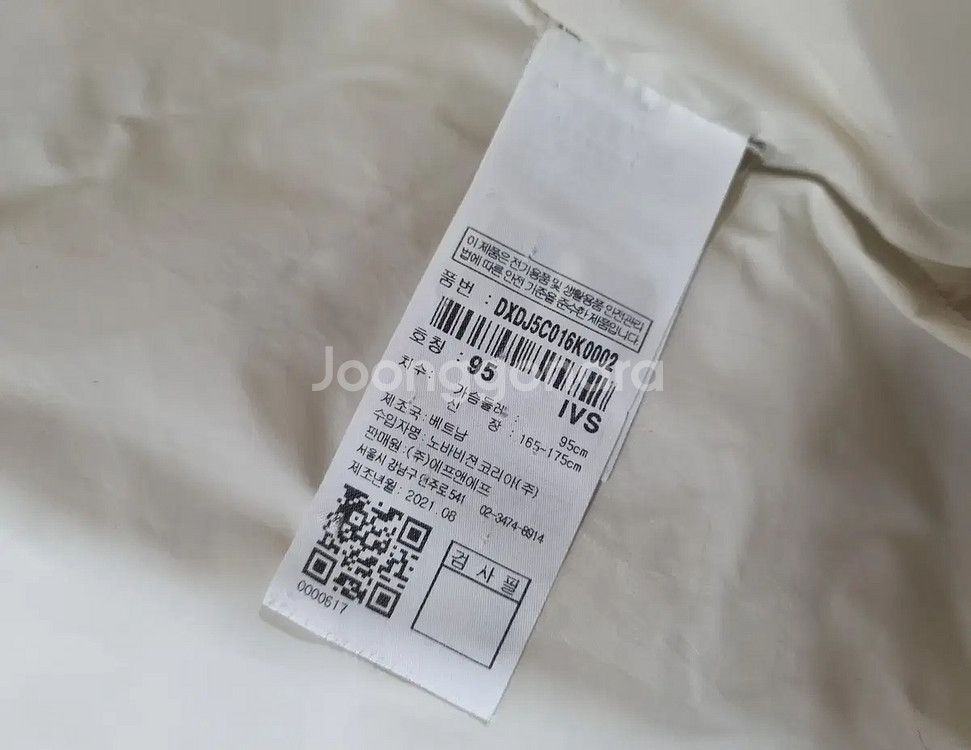 이 제품은 전기용품 및 생활용품 안전관리
법에 따른 안전 기준을 준수한 제품입니다.
품번 : DXDJ5C016K0002
호칭 : 95 IVS
치수: 가슴둘레 : 95cm
신 장 : 165~175cm
제조국:베트남
수입자명:노바비젼코리아(주)
판매원:(주)에프앤에프
서울시 강남구 언주로541 02-3474-8914
제조년월: 2021.08
0000617
검사필